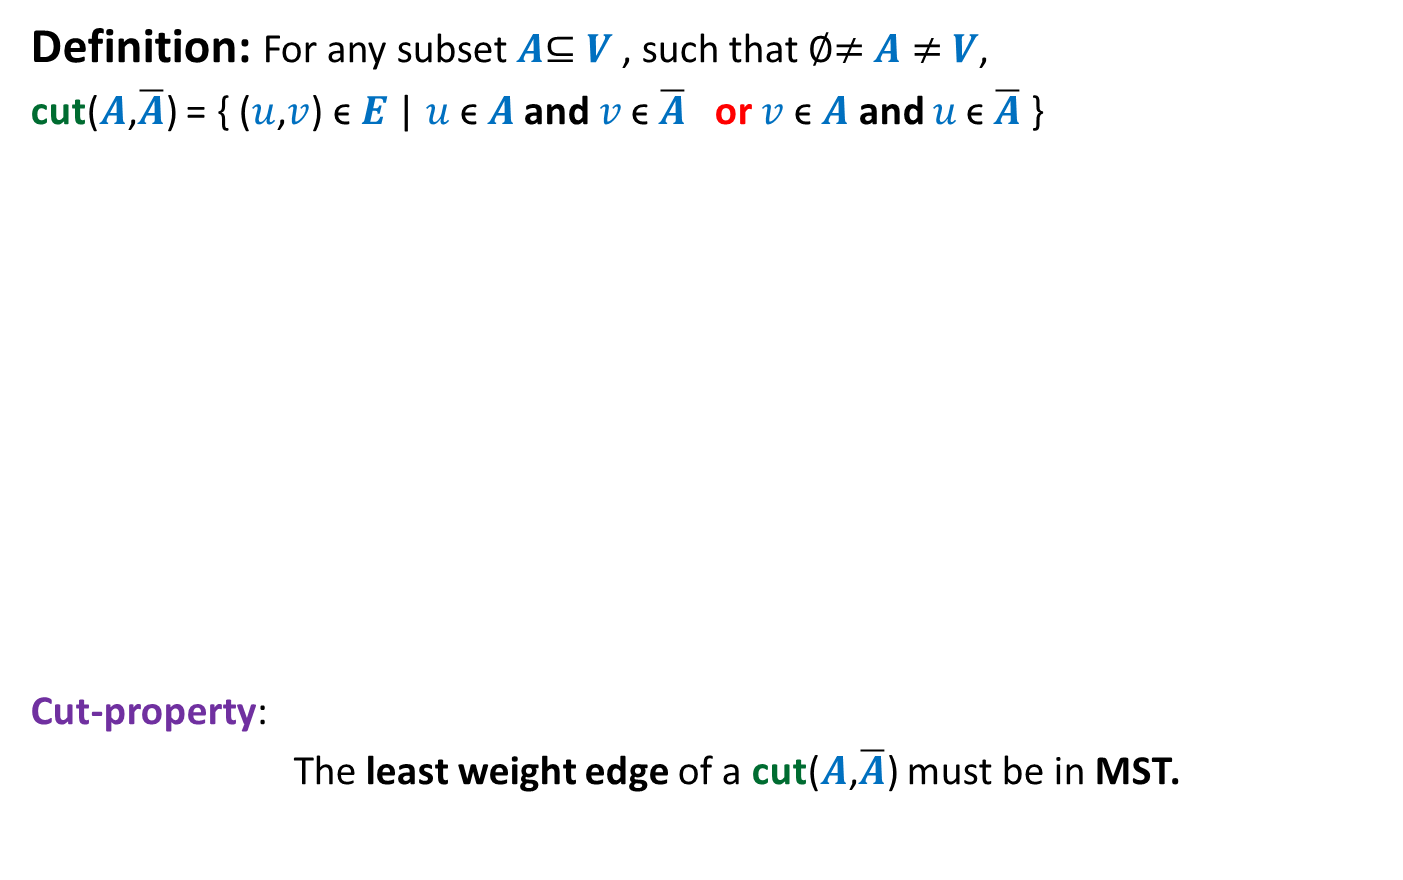 Definition: For any subset A⊆ V , such that ∅≠ A ≠ V,
cut(A,A̅) = { (u,v) ϵ E | u ϵ A and v ϵ A̅ or v ϵ A and u ϵ A̅ }
Cut-property:
The least weight edge of a cut(A,A̅) must be in MST.